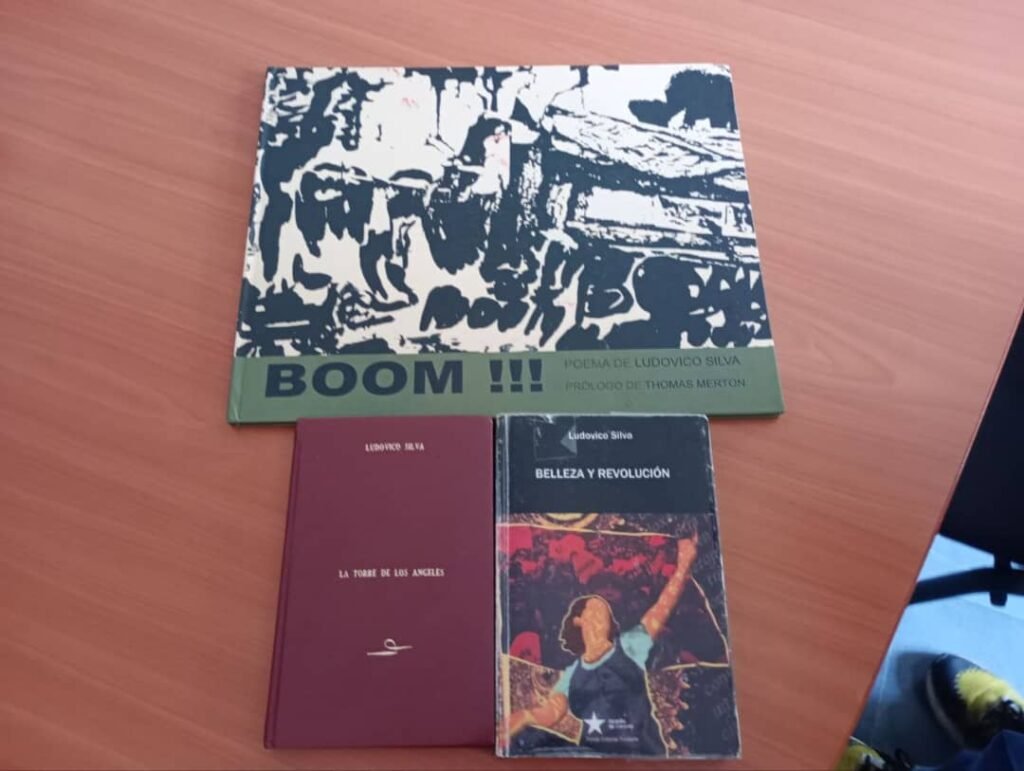 BOOM !!!
POEMA DE LUDOVICO SILVA
PRÓLOGO DE THOMAS MERTON
LUDOVICO SILVA
LA TORRE DE LOS ANGELES
Ludovico Silva
BELLEZA Y REVOLUCIÓN